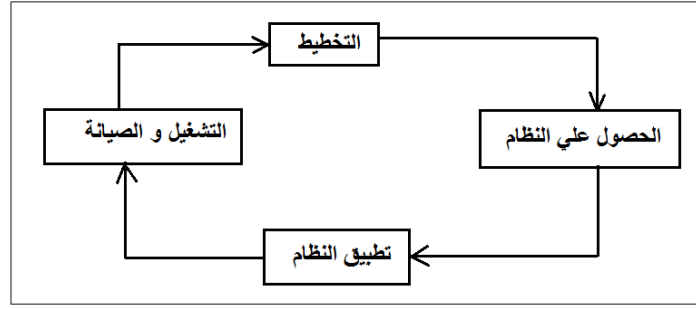 التخطيط
الحصول علي النظام
تطبيق النظام
التشغيل و الصيانة